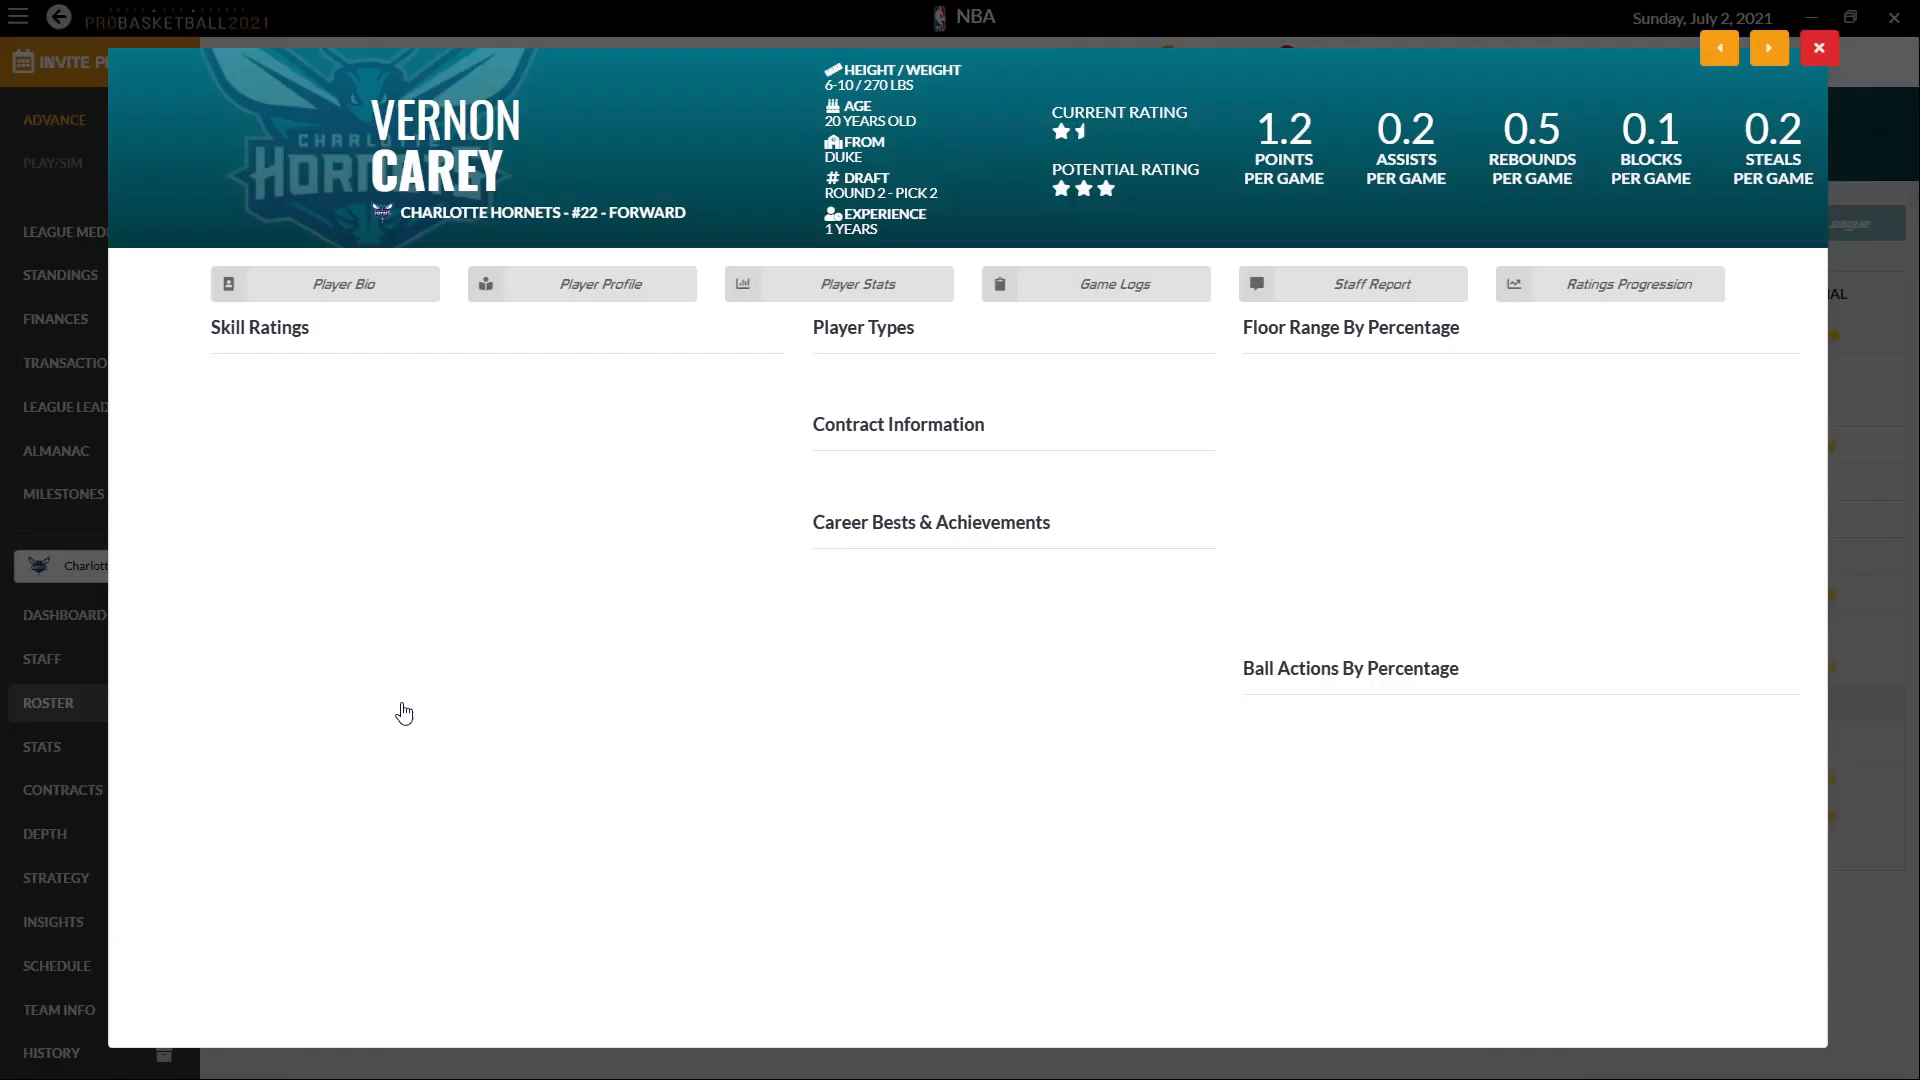 PROBASKETBALL2021
NBA
Sunday, July 2, 2021
INVITE P
ADVANCE
PLAY/SIM
LEAGUE MED
STANDINGS
FINANCES
TRANSACTIO
LEAGUE LEAD
ALMANAC
MILESTONES
Charlott
DASHBOARD
STAFF
ROSTER
STATS
CONTRACTS
DEPTH
STRATEGY
INSIGHTS
SCHEDULE
TEAM INFO
HISTORY
CHARLOTTE
VERNON
CAREY
CHARLOTTE HORNETS - #22 - FORWARD
HEIGHT / WEIGHT
6-10 / 270 LBS
AGE
20 YEARS OLD
FROM
DUKE
# DRAFT
ROUND 2 - PICK 2
EXPERIENCE
1 YEARS
CURRENT RATING
POTENTIAL RATING
1.2
POINTS
PER GAME
0.2
ASSISTS
PER GAME
0.5
REBOUNDS
PER GAME
0.1
BLOCKS
PER GAME
0.2
STEALS
PER GAME
Player Bio
Player Profile
Player Stats
Game Logs
Staff Report
Ratings Progression
Skill Ratings
Player Types
Contract Information
Career Bests & Achievements
Floor Range By Percentage
Ball Actions By Percentage
eague
IAL